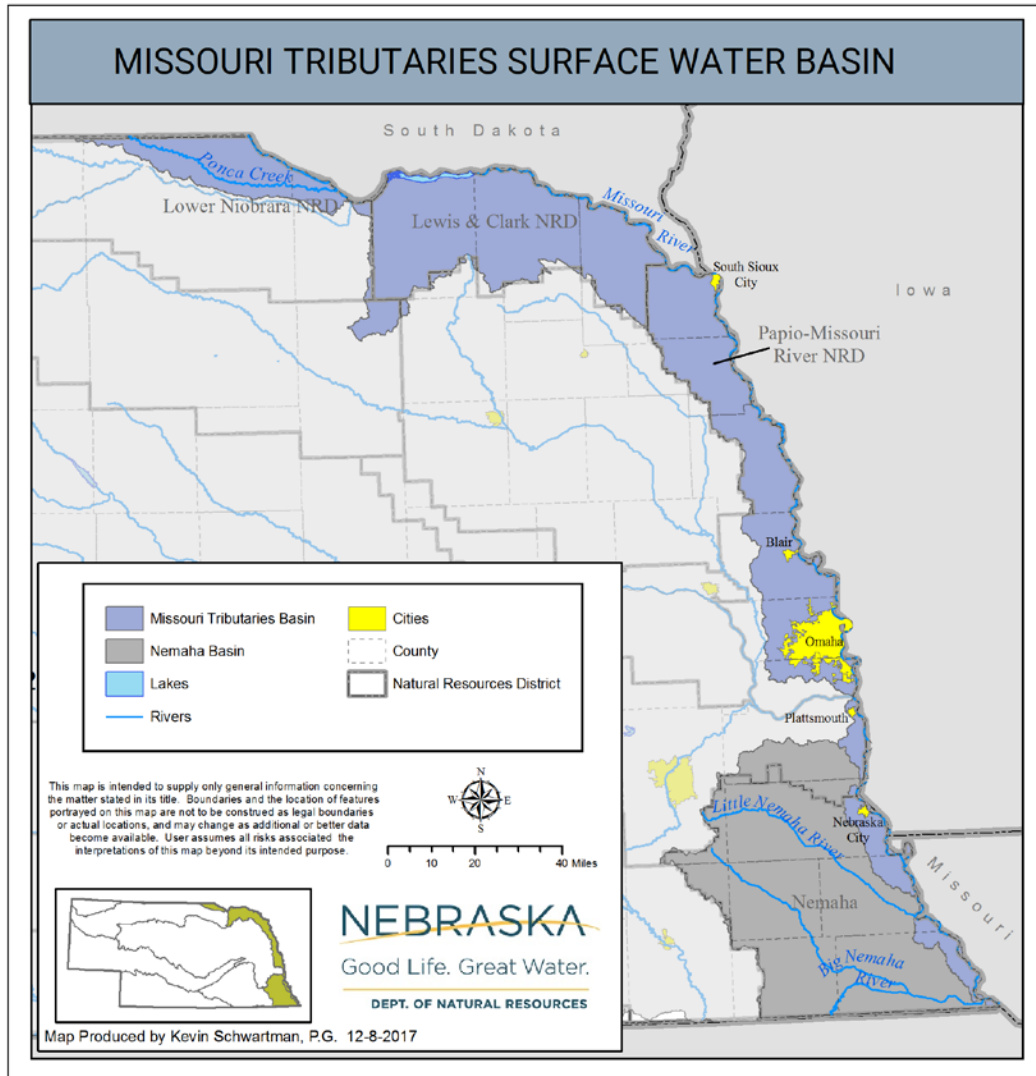 MISSOURI TRIBUTARIES SURFACE WATER BASIN
South Dakota
Ponca Creek
Lower Niobrara NRD
Lewis & Clark NRD
Missouri
River
South Sioux
City
Iowa
Papio-Missouri
River NRD
Blair
Omaha
Plattsmouth
Little Nemaha River
Nebraska
City
Missouri
Nemaha
Big Nemaha
River
Missouri Tributaries Basin
Nemaha Basin
Lakes
Rivers
Cities
County
Natural Resources District
This map is intended to supply only general information concerning
the matter stated in its title. Boundaries and the location of features
portrayed on this map are not to be construed as legal boundaries
or actual locations, and may change as additional or better data
become available. User assumes all risks associated the
interpretations of this map beyond its intended purpose.
N
W E
S
0 10 20 40 Miles
NEBRASKA
Good Life. Great Water.
DEPT. OF NATURAL RESOURCES
Map Produced by Kevin Schwartman, P.G. 12-8-2017